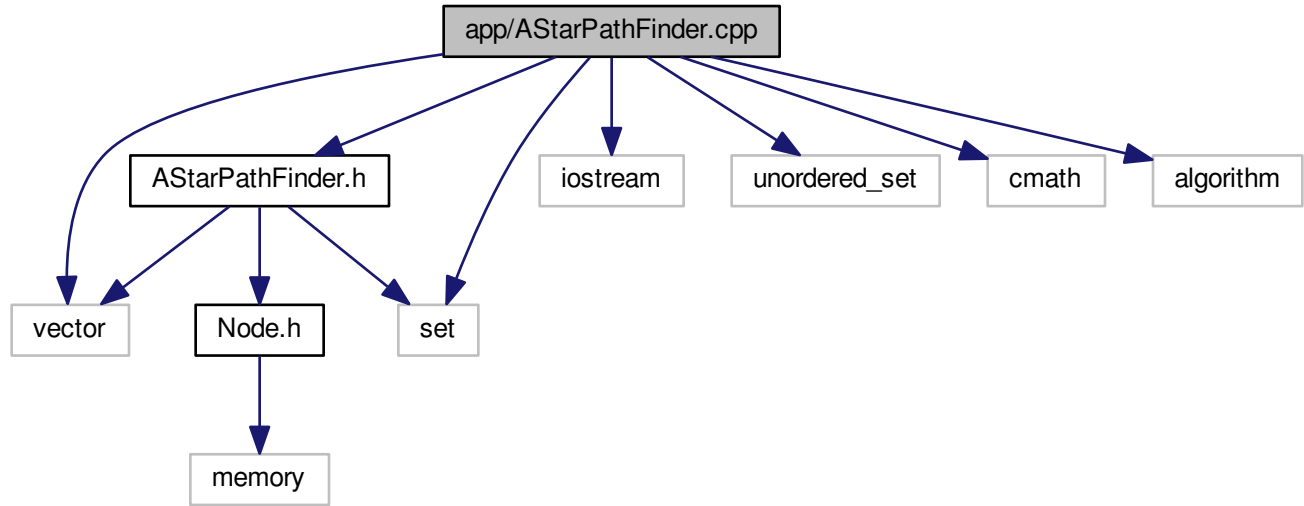 app/AStarPathFinder.cpp
AStarPathFinder.h
iostream
unordered_set
cmath
algorithm
vector
Node.h
set
memory